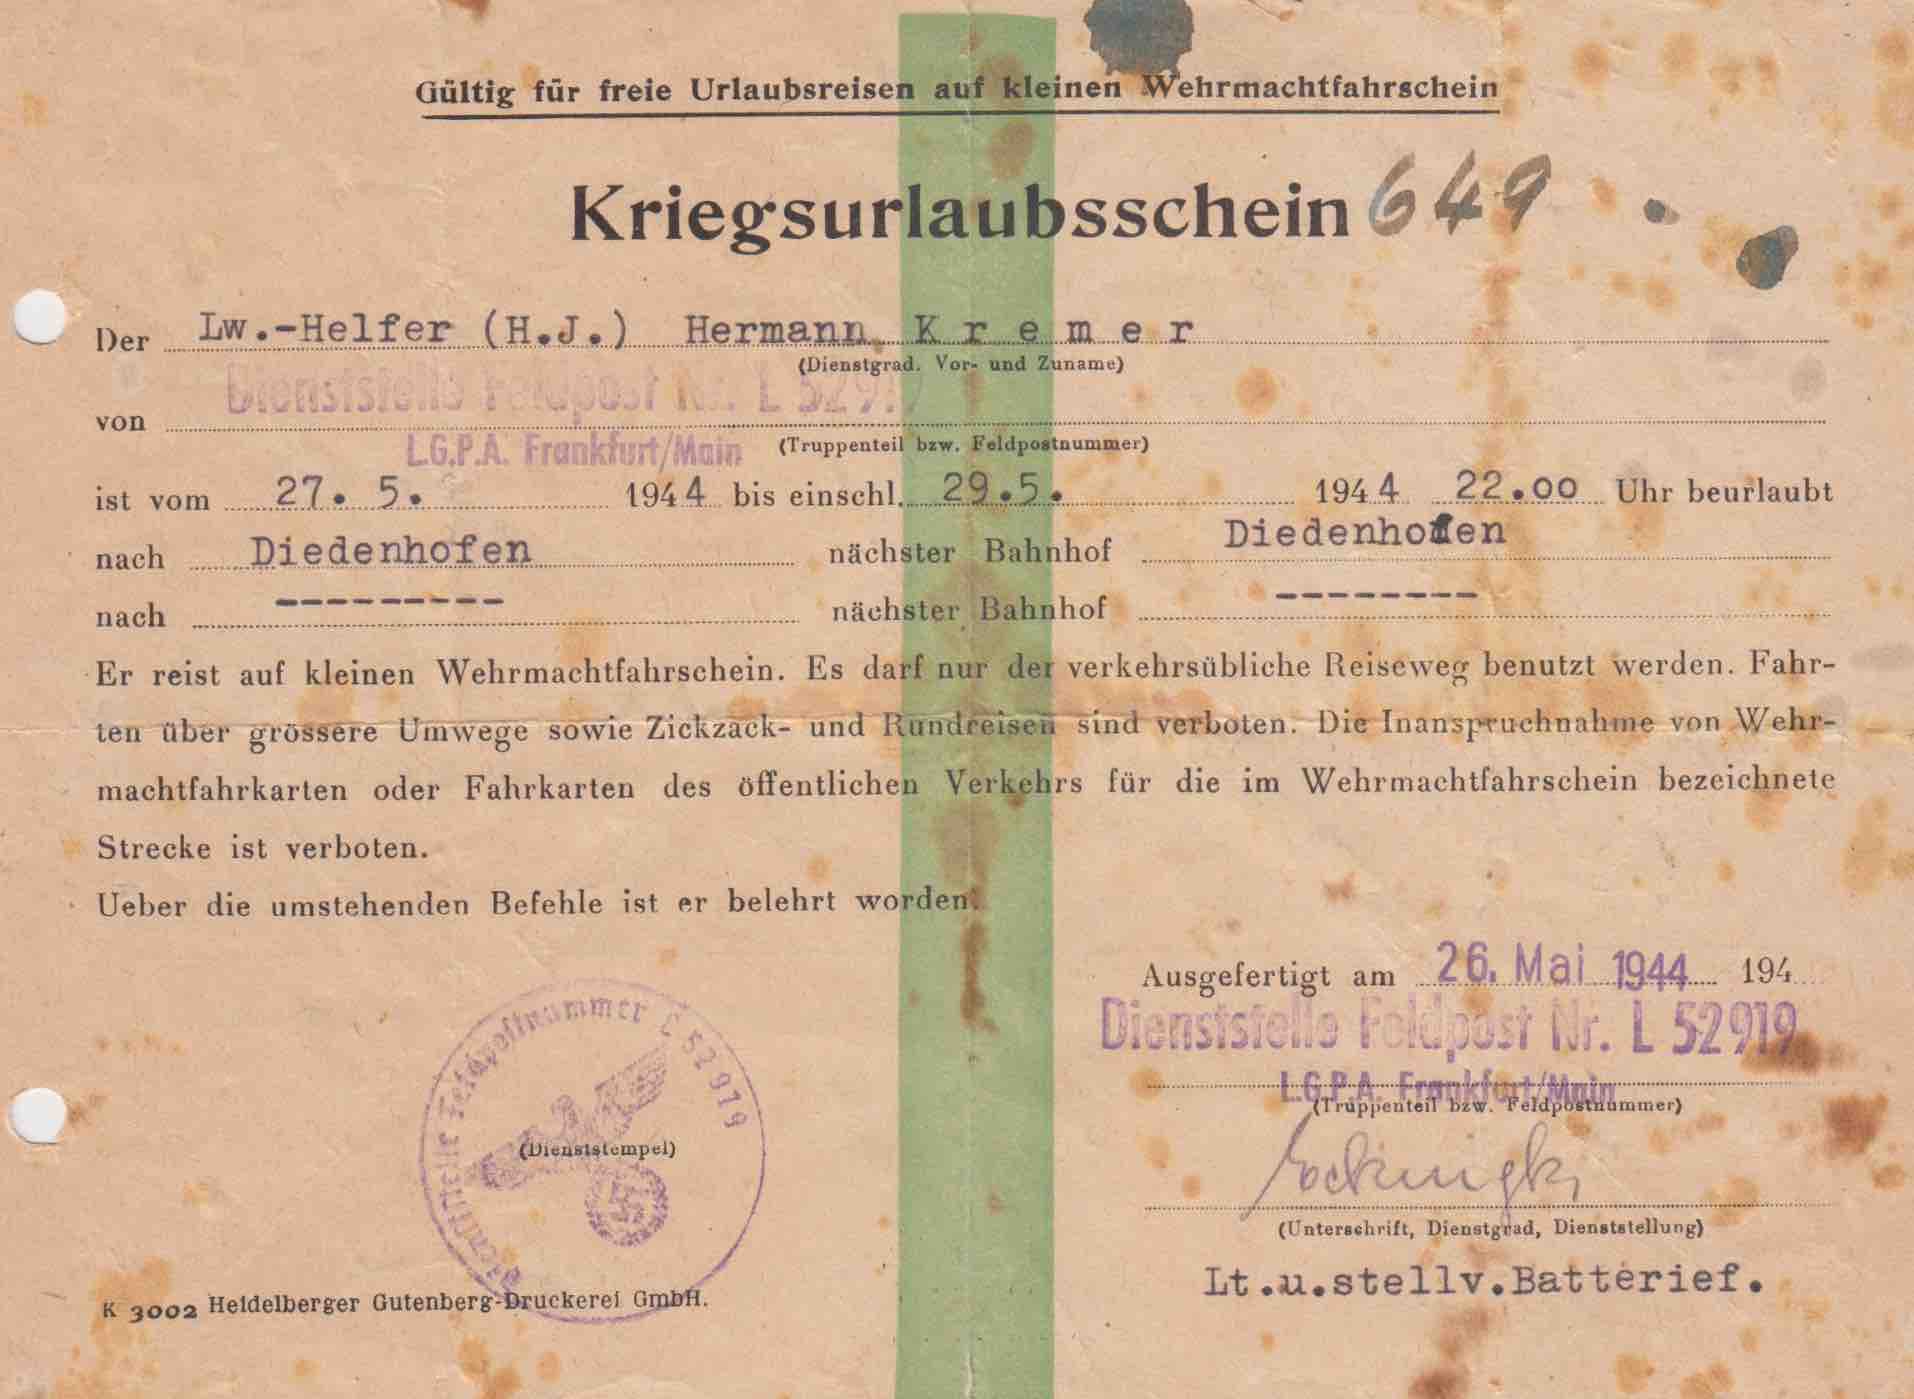 Gültig für freie Urlaubsreisen auf kleinen Wehrmachtfahrschein
Kriegsurlaubsschein 649
Der Lw.-Helfer (H.J.) Hermann K r e m e r
(Dienstgrad. Vor- und Zuname)
Dienststelle Feldpost Nr. L 52919
von
L.G.P.A. Frankfurt/Main (Truppenteil bzw. Feldpostnummer)
ist vom 27. 5. 1944 bis einschl. 29.5. 1944 22.00 Uhr beurlaubt
nach Diedenhofen nächster Bahnhof Diedenhofen
nach --------- nächster Bahnhof --------
Er reist auf kleinen Wehrmachtfahrschein. Es darf nur der verkehrsübliche Reiseweg benutzt werden. Fahr-
ten über grössere Umwege sowie Zickzack- und Rundreisen sind verboten. Die Inanspruchnahme von Wehr-
machtfahrkarten oder Fahrkarten des öffentlichen Verkehrs für die im Wehrmachtfahrschein bezeichnete
Strecke ist verboten.
Ueber die umstehenden Befehle ist er belehrt worden.
Ausgefertigt am 26. Mai 1944 194
Dienststelle Feldpost Nr. L 52919
L.G.P.A. Frankfurt/Main
(Truppenteil bzw. Feldpostnummer)
Dienststelle Feldpostnummer L 52919
(Dienststempel)
(Unterschrift, Dienstgrad, Dienststellung)
Lt.u.stellv.Batterief.
K 3002 Heidelberger Gutenberg-Druckerei GmbH.